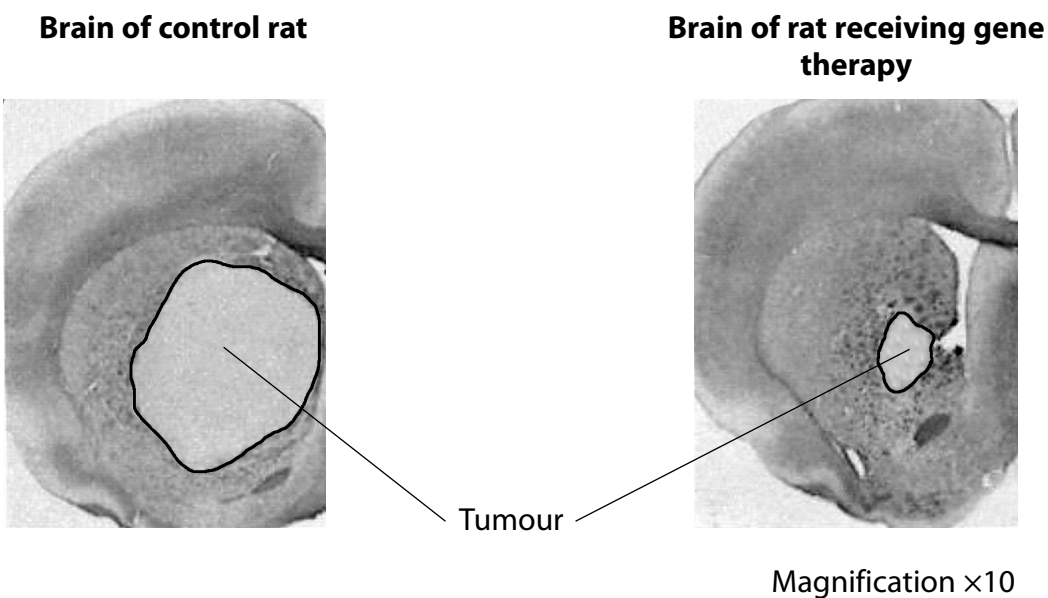 Brain of control rat
Brain of rat receiving gene
therapy
Tumour
Magnification ×10